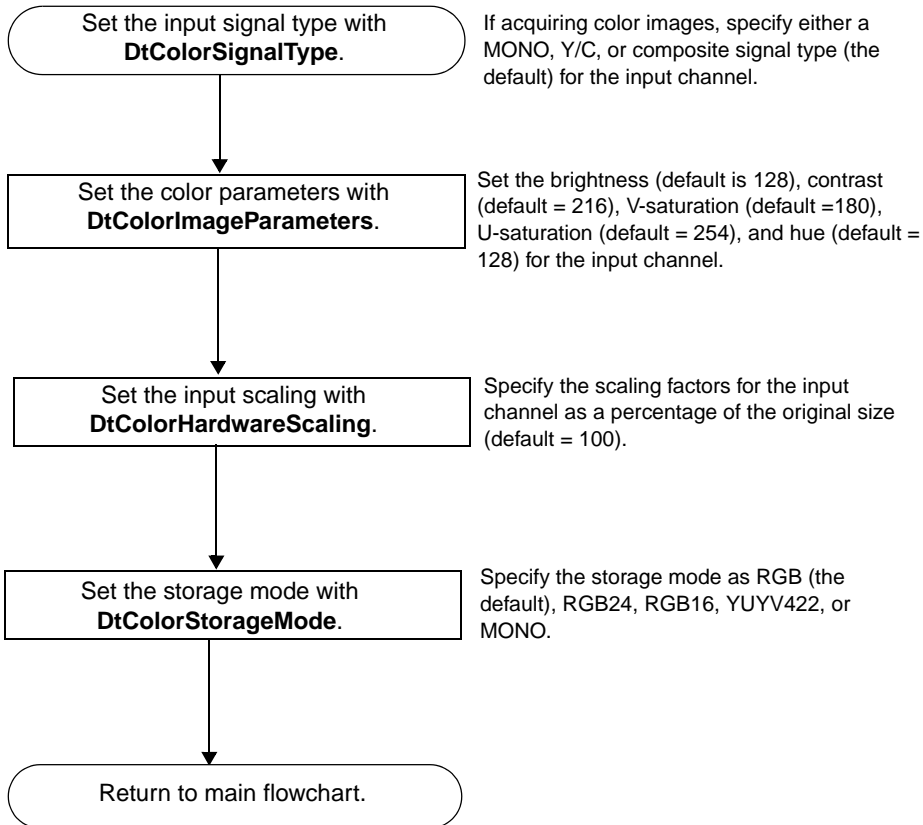 Set the input signal type with
DtColorSignalType.
If acquiring color images, specify either a
MONO, Y/C, or composite signal type (the
default) for the input channel.
Set the color parameters with
DtColorImageParameters.
Set the brightness (default is 128), contrast
(default = 216), V-saturation (default =180),
U-saturation (default = 254), and hue (default =
128) for the input channel.
Set the input scaling with
DtColorHardwareScaling.
Specify the scaling factors for the input
channel as a percentage of the original size
(default = 100).
Set the storage mode with
DtColorStorageMode.
Specify the storage mode as RGB (the
default), RGB24, RGB16, YUYV422, or
MONO.
Return to main flowchart.